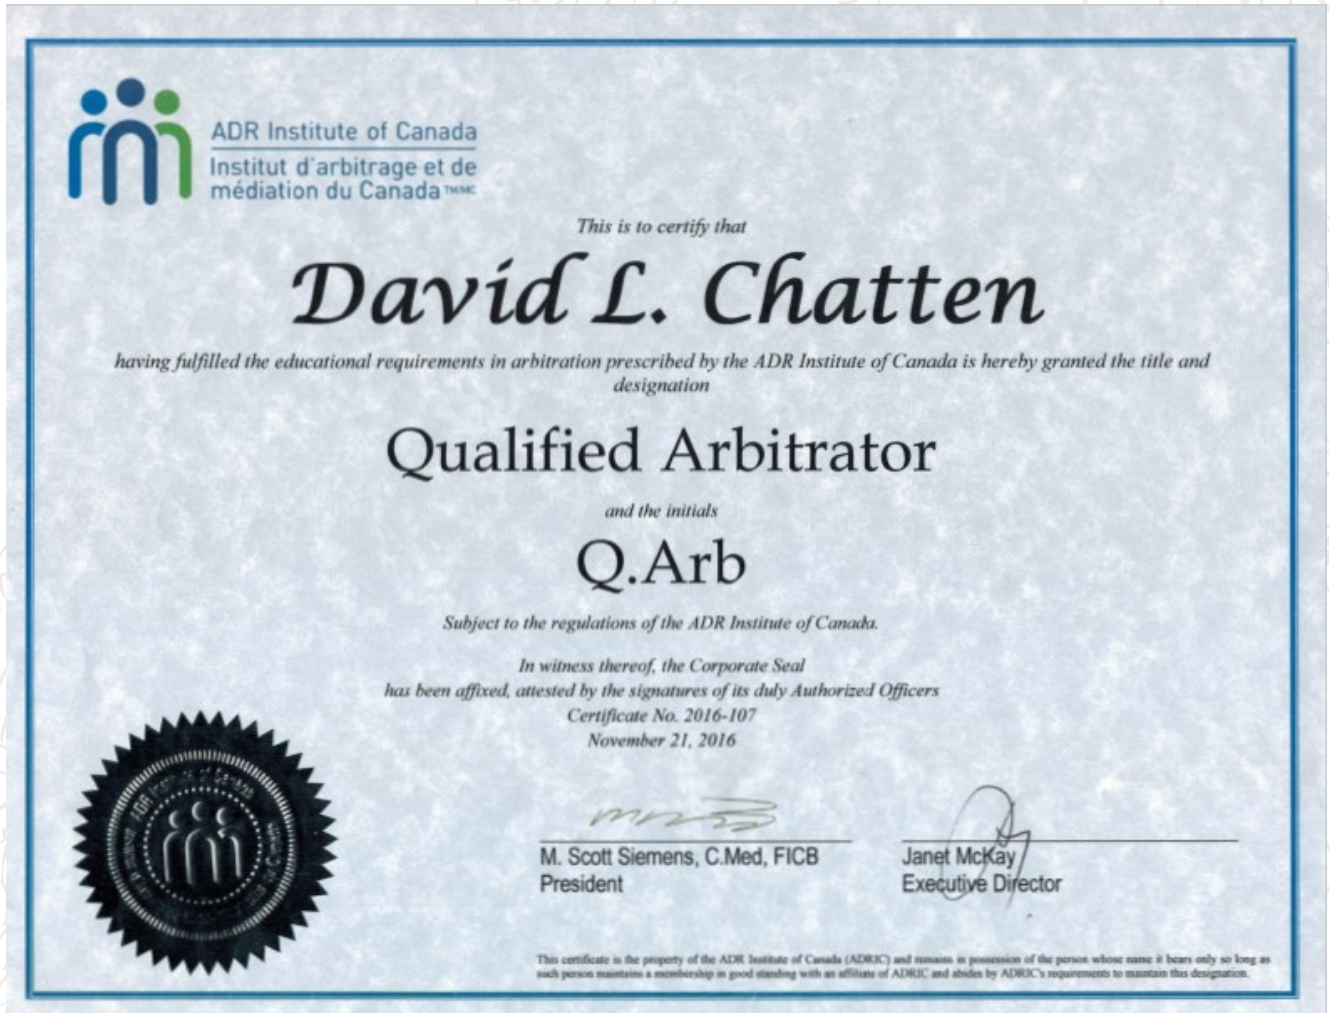 ADR Institute of Canada
Institut d'arbitrage et de
médiation du Canada TM/MC
This is to certify that
David L. Chatten
having fulfilled the educational requirements in arbitration prescribed by the ADR Institute of Canada is hereby granted the title and
designation
Qualified Arbitrator
and the initials
Q.Arb
Subject to the regulations of the ADR Institute of Canada.
In witness thereof, the Corporate Seal
has been affixed, attested by the signatures of its duly Authorized Officers
Certificate No. 2016-107
November 21, 2016
ADR Institute of Canada
M. Scott Siemens, C.Med, FICB
President
Janet McKay
Executive Director
This certificate is the property of the ADR Institute of Canada (ADRIC) and remains in possession of the person whose name it bears only so long as
such person maintains a membership in good standing with an affiliate of ADRIC and abides by ADRIC's requirements to maintain this designation.